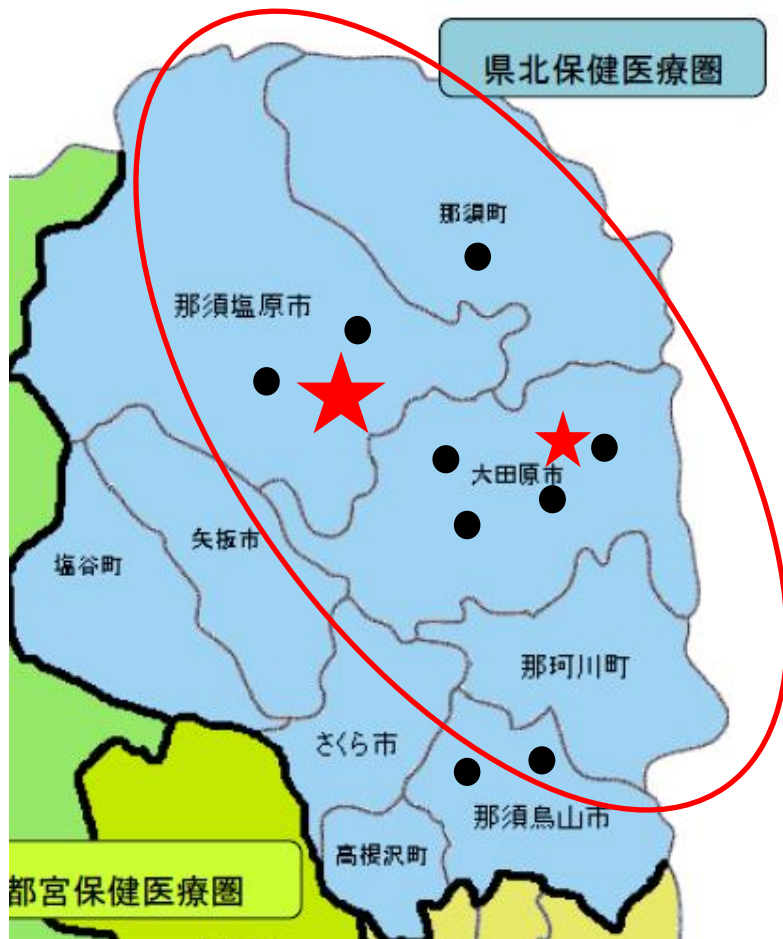 県北保健医療圏
那須町
那須塩原市
大田原市
矢板市
塩谷町
那珂川町
さくら市
那須烏山市
高根沢町
都宮保健医療圏